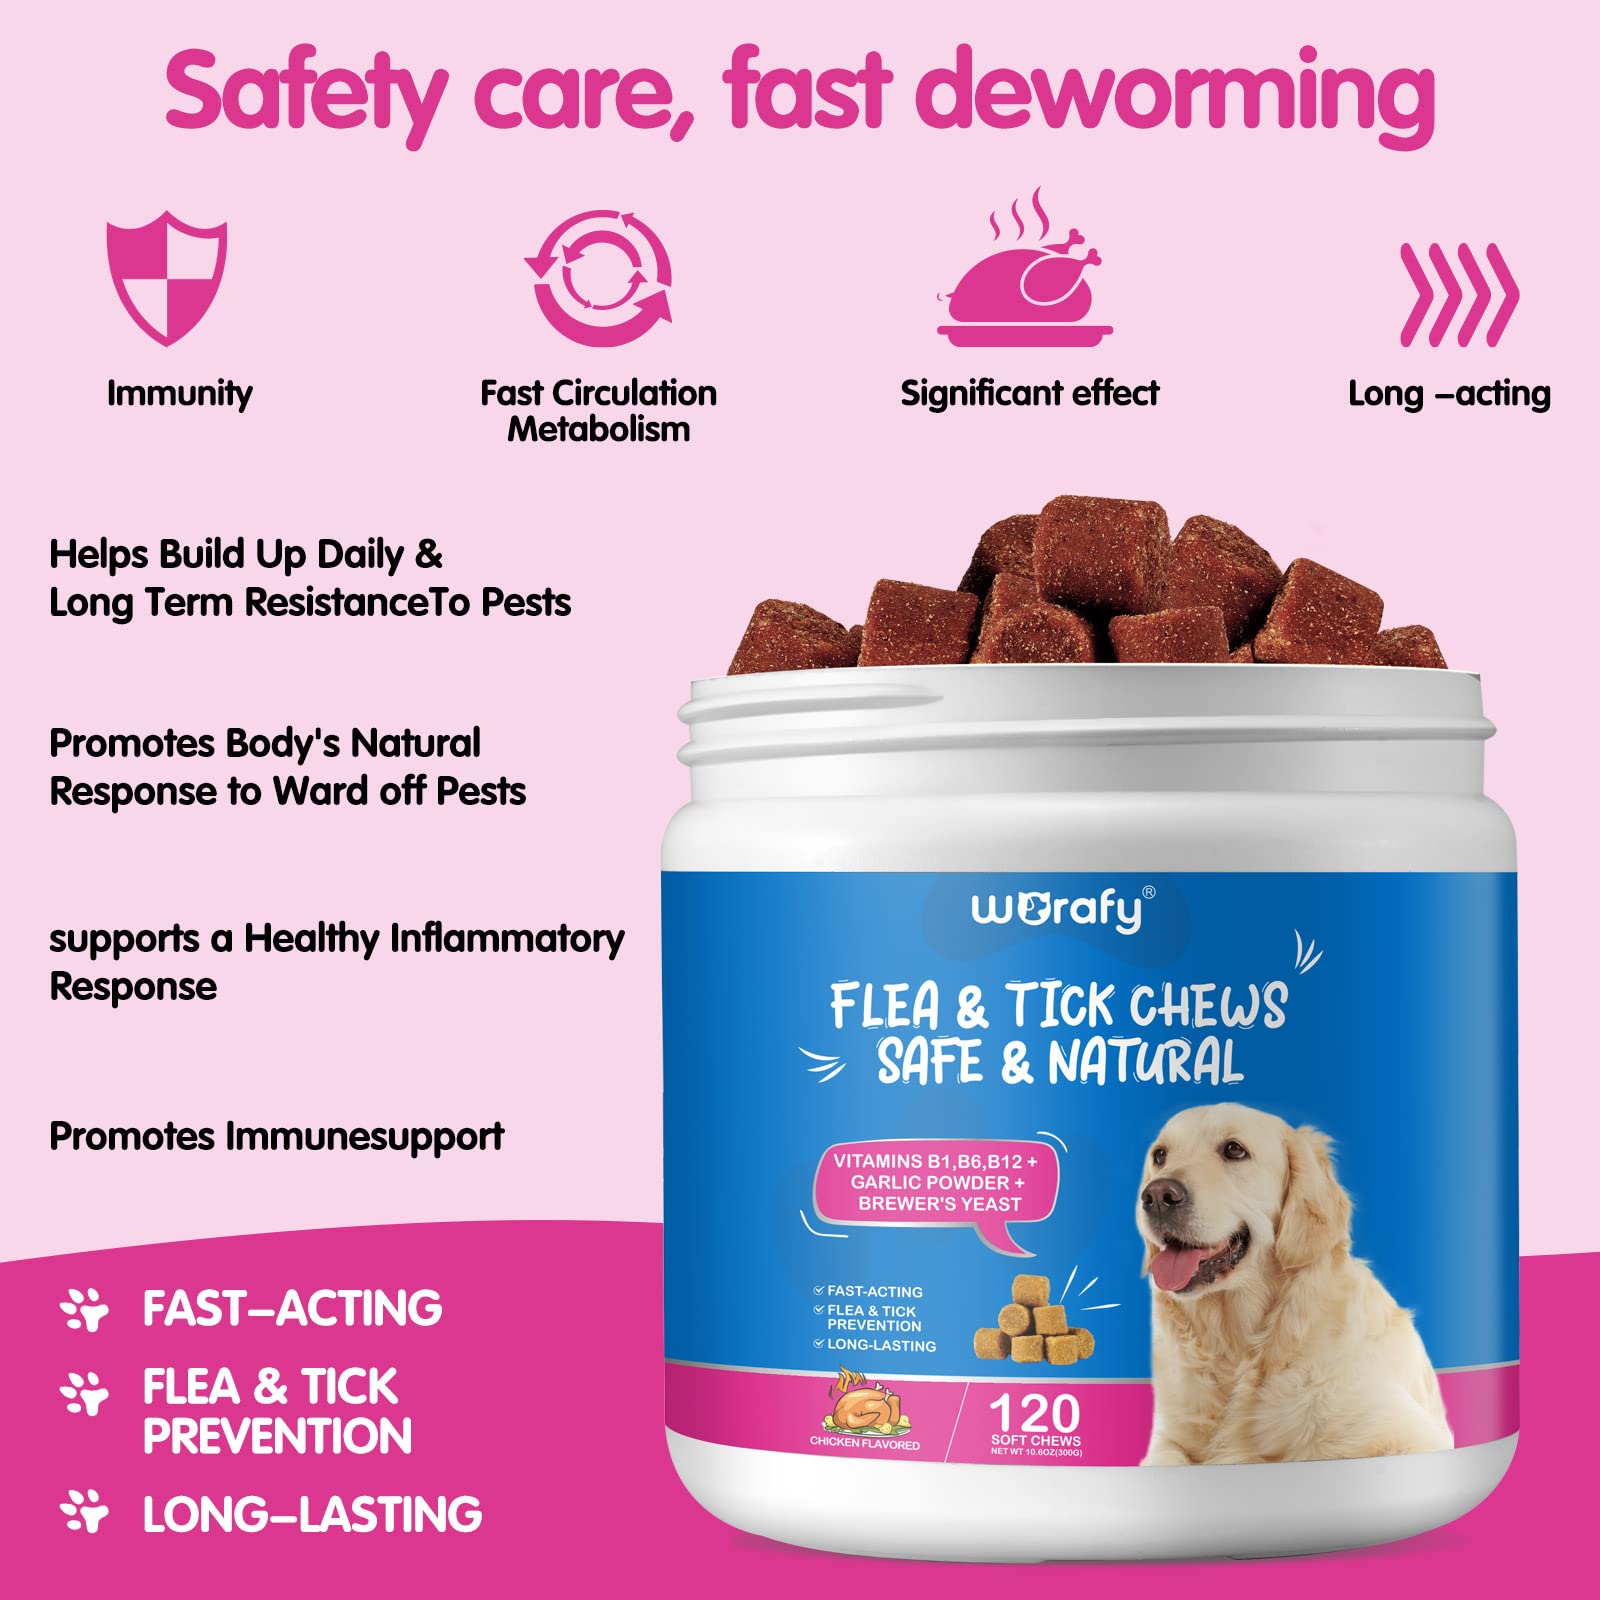 Safety care, fast deworming
Immunity
Fast Circulation
Metabolism
Significant effect
Long –acting
Helps Build Up Daily &
Long Term ResistanceTo Pests
Promotes Body's Natural
Response to Ward off Pests
supports a Healthy Inflammatory
Response
Promotes Immunesupport
FAST–ACTING
FLEA & TICK
PREVENTION
LONG–LASTING
worafy®
FLEA & TICK CHEWS
SAFE & NATURAL
VITAMINS B1,B6,B12 +
GARLIC POWDER +
BREWER'S YEAST
FAST-ACTING
FLEA & TICK
PREVENTION
LONG-LASTING
CHICKEN FLAVORED
120
SOFT CHEWS
NET WT 10.6OZ(300G)